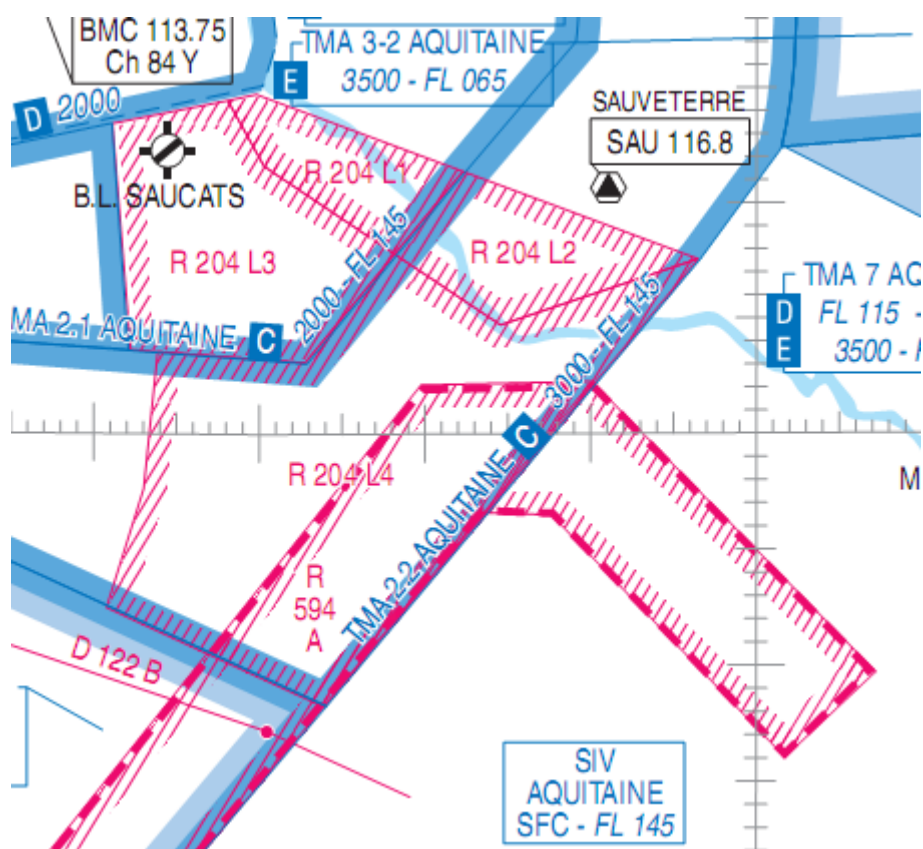 BMC 113.75
Ch 84 Y
TMA 3-2 AQUITAINE
E
3500 - FL 065
D 2000
SAUVETERRE
SAU 116.8
B.L. SAUCATS
R 204 L1
R 204 L2
R 204 L3
2000 - FL 145
MA 2.1 AQUITAINE C
3000 - FL 145
TMA 7 AQ
D FL 115 -
E 3500 - F
R 204 L4
TMA 2-2 AQUITAINE C
M
R
594
A
D 122 B
SIV
AQUITAINE
SFC - FL 145